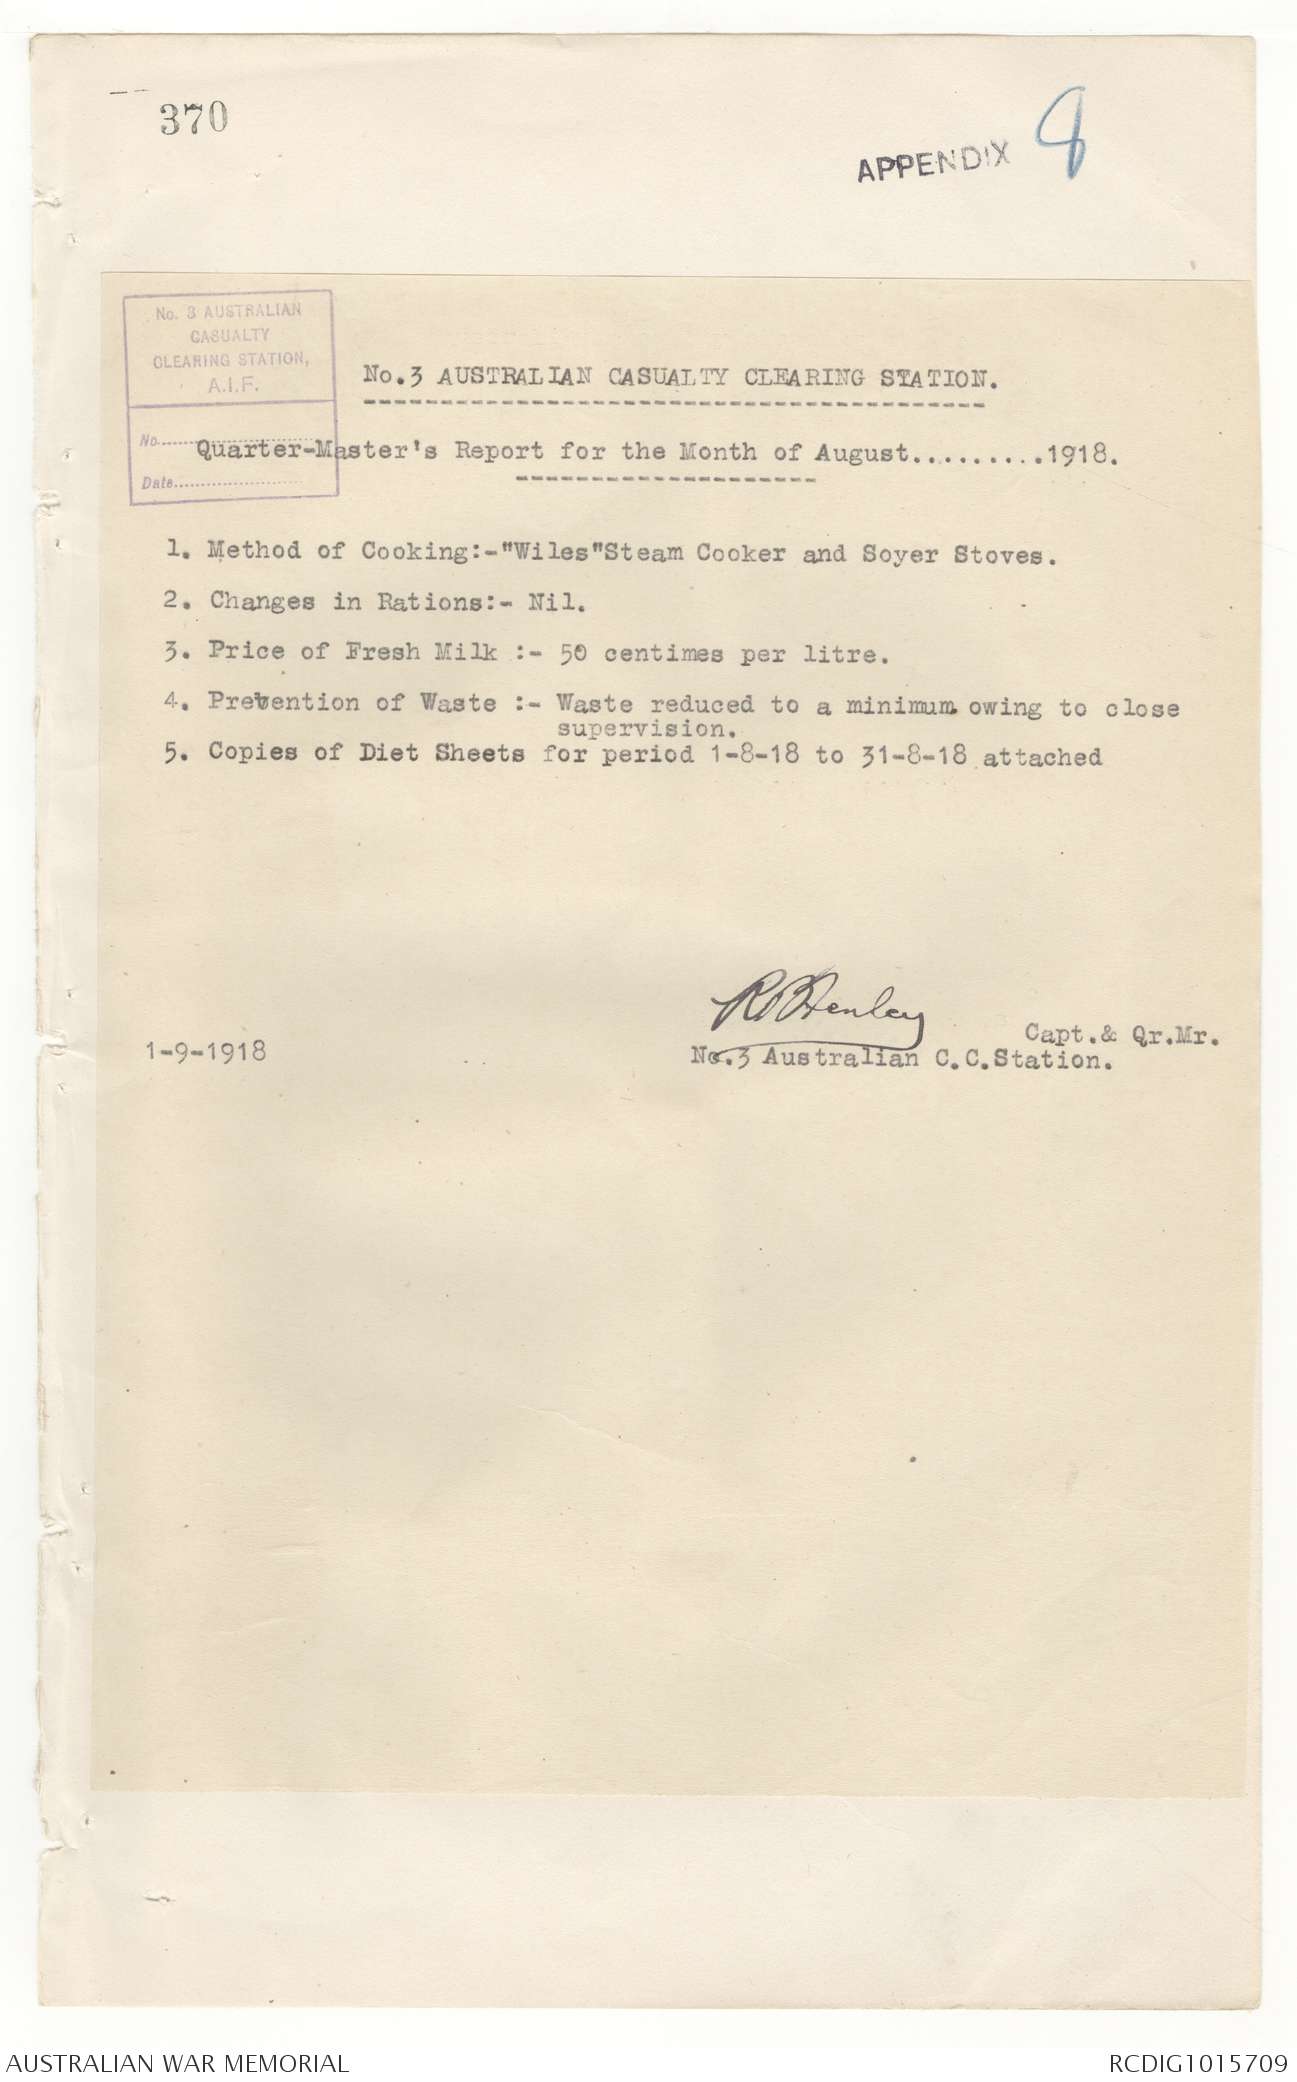 370
APPENDIX 8
No. 3 AUSTRALIAN
CASUALTY
CLEARING STATION,
A.I.F.
No.
Date
No.3 AUSTRALIAN CASUALTY CLEARING STATION.
Quarter-Master's Report for the Month of August.........1918.
1. Method of Cooking:-"Wiles"Steam Cooker and Soyer Stoves.
2. Changes in Rations:- Nil.
3. Price of Fresh Milk :- 50 centimes per litre.
4. Prevention of Waste :- Waste reduced to a minimum owing to close
supervision.
5. Copies of Diet Sheets for period 1-8-18 to 31-8-18 attached
Henley
Capt.& Qr.Mr.
1-9-1918
No.3 Australian C.C.Station.
AUSTRALIAN WAR MEMORIAL
RCDIG1015709